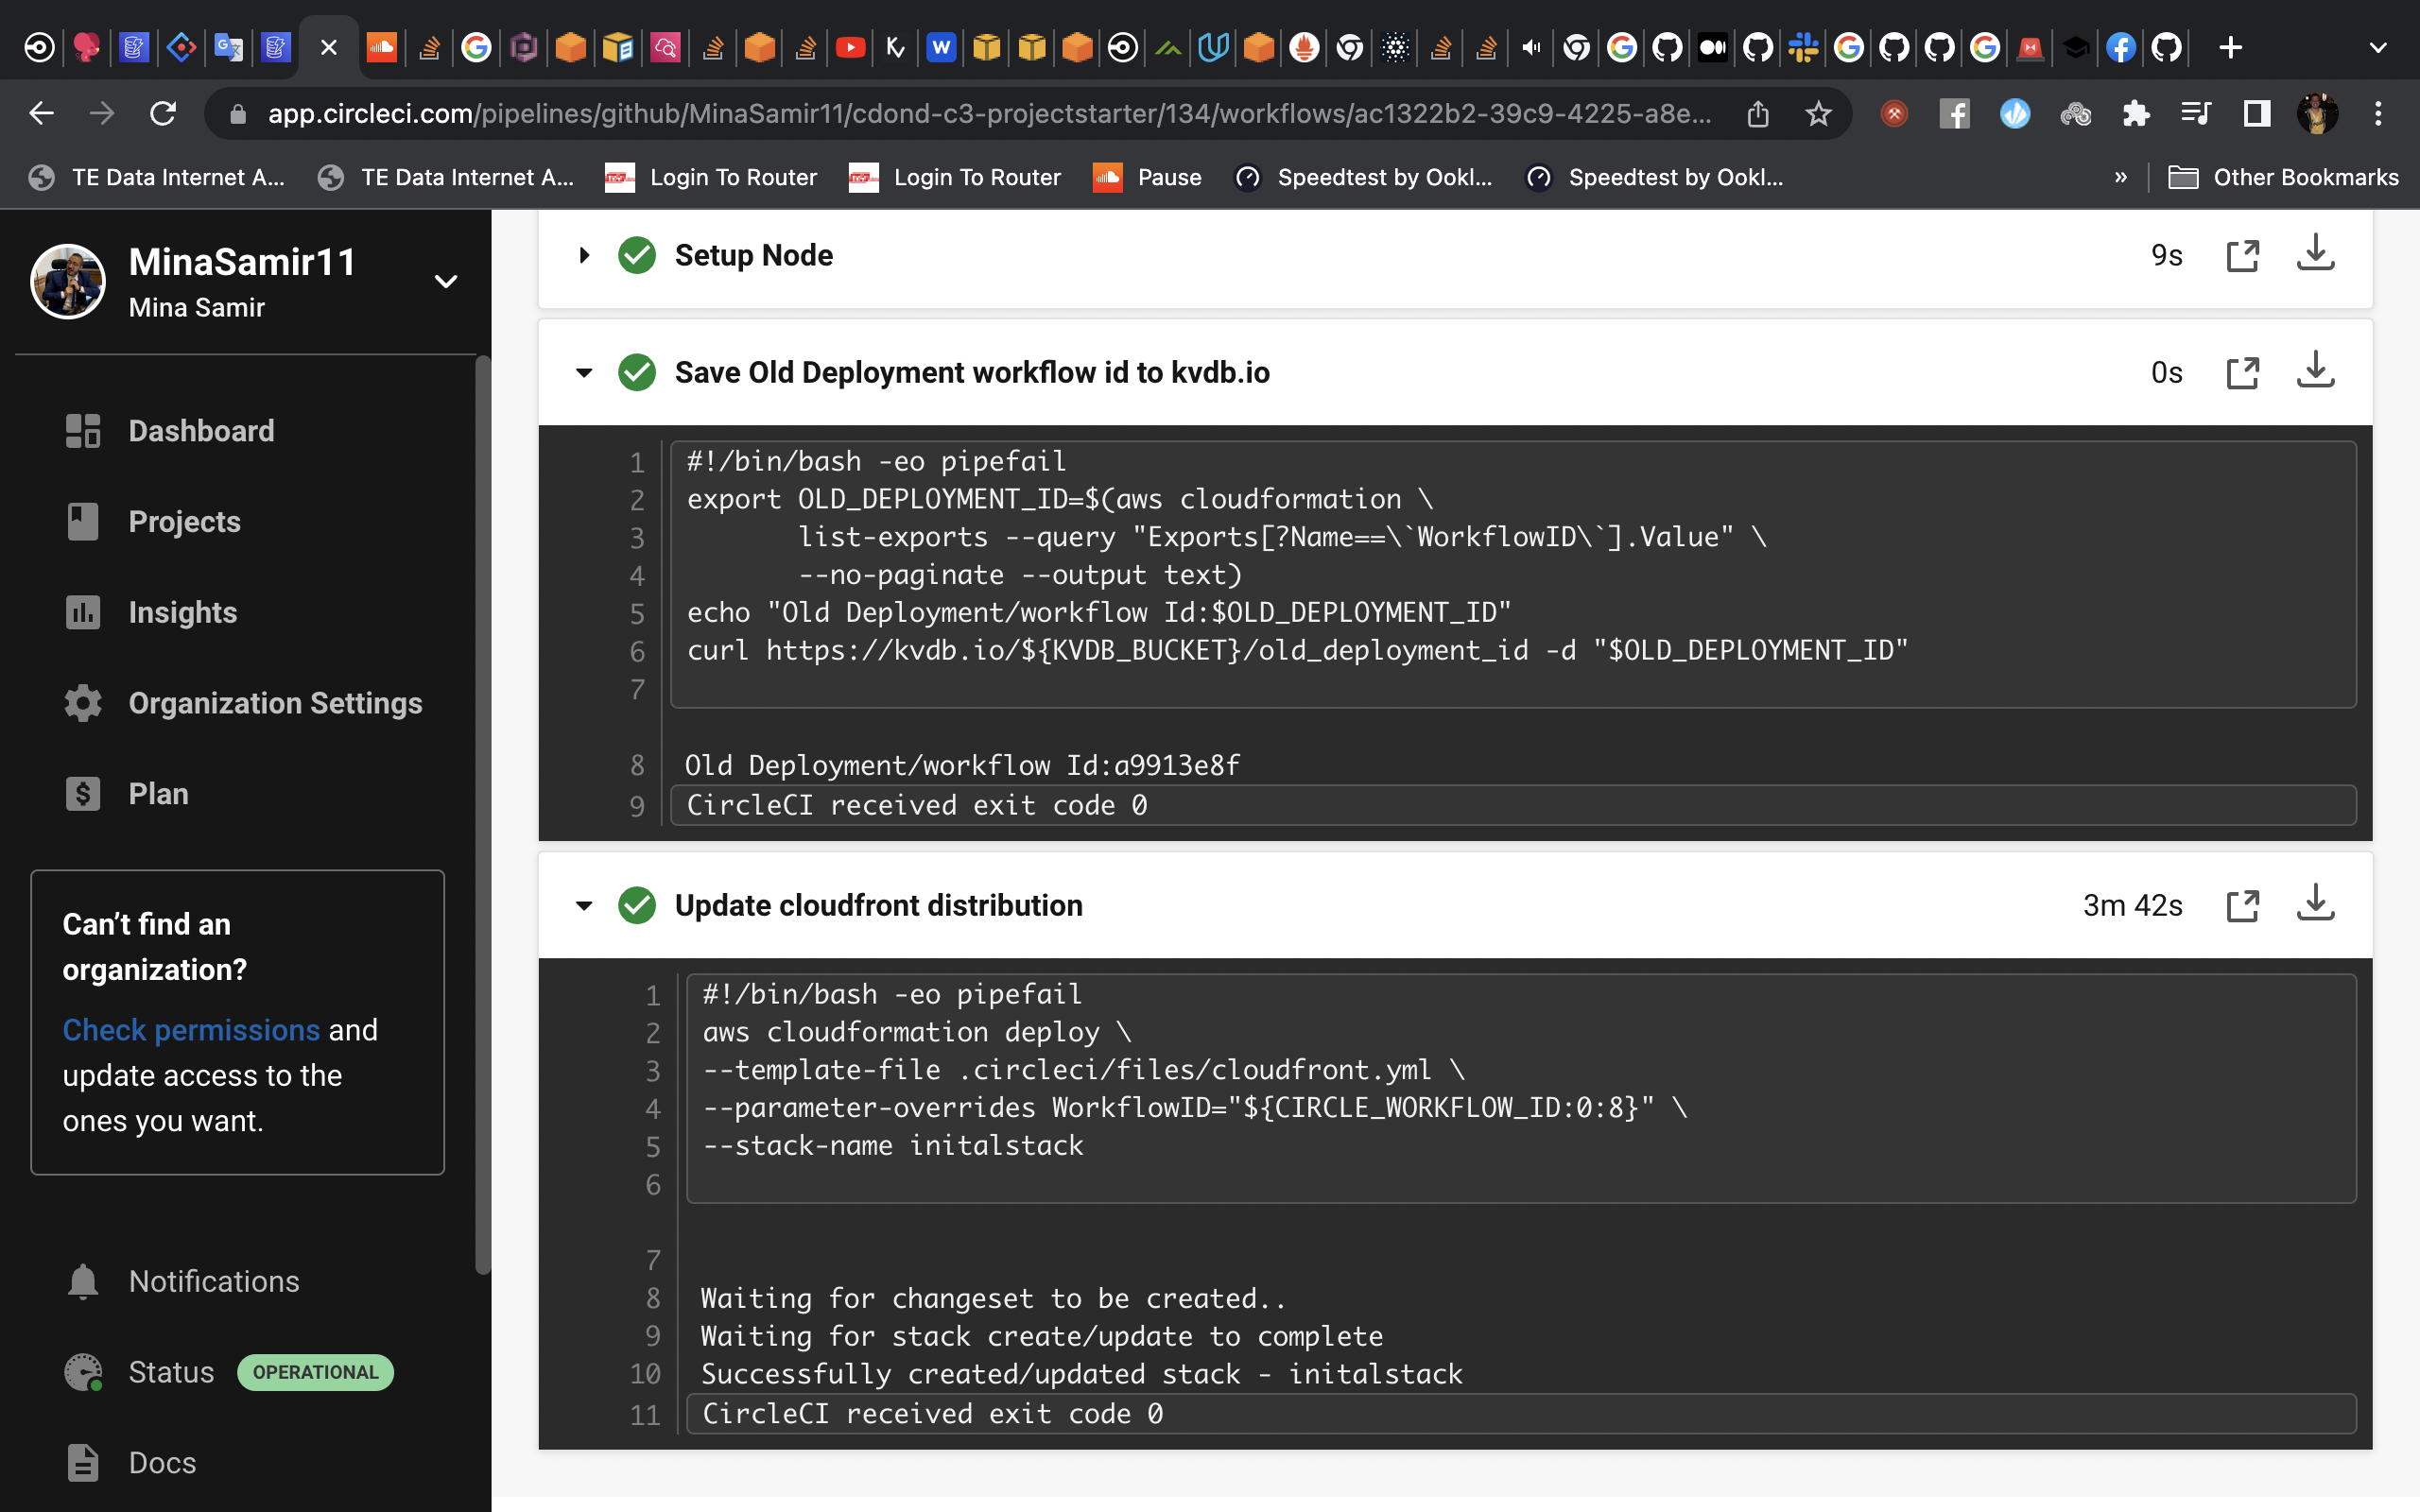 app.circleci.com/pipelines/github/MinaSamir11/cdond-c3-projectstarter/134/workflows/ac1322b2-39c9-4225-a8e...
TE Data Internet A...
TE Data Internet A...
Login To Router
Login To Router
Pause
Speedtest by Ookl...
Speedtest by Ookl...
»
Other Bookmarks
MinaSamir11
Mina Samir
Dashboard
Projects
Insights
Organization Settings
Plan
Can’t find an
organization?
Check permissions and
update access to the
ones you want.
Notifications
Status OPERATIONAL
Docs
Setup Node
9s
Save Old Deployment workflow id to kvdb.io
0s
1 #!/bin/bash -eo pipefail
2 export OLD_DEPLOYMENT_ID=$(aws cloudformation \
3 list-exports --query "Exports[?Name==\`WorkflowID\`].Value" \
4 --no-paginate --output text)
5 echo "Old Deployment/workflow Id:$OLD_DEPLOYMENT_ID"
6 curl https://kvdb.io/${KVDB_BUCKET}/old_deployment_id -d "$OLD_DEPLOYMENT_ID"
7
8 Old Deployment/workflow Id:a9913e8f
9 CircleCI received exit code 0
Update cloudfront distribution
3m 42s
1 #!/bin/bash -eo pipefail
2 aws cloudformation deploy \
3 --template-file .circleci/files/cloudfront.yml \
4 --parameter-overrides WorkflowID="${CIRCLE_WORKFLOW_ID:0:8}" \
5 --stack-name initalstack
6
7
8 Waiting for changeset to be created..
9 Waiting for stack create/update to complete
10 Successfully created/updated stack - initalstack
11 CircleCI received exit code 0